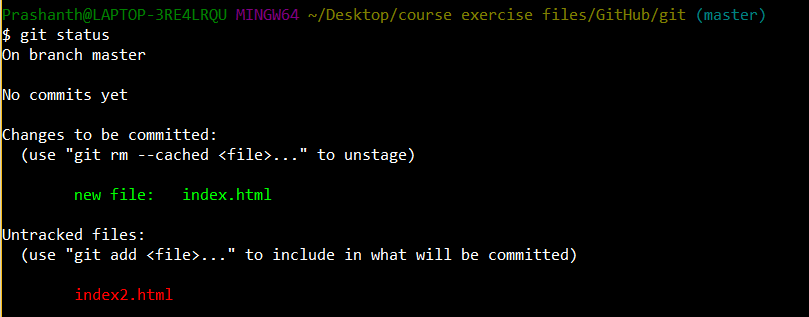 Prashanth@LAPTOP-3RE4LRQU MINGW64 ~/Desktop/course exercise files/GitHub/git (master)
$ git status
On branch master
No commits yet
Changes to be committed:
(use "git rm --cached <file>..." to unstage)
new file: index.html
Untracked files:
(use "git add <file>..." to include in what will be committed)
index2.html